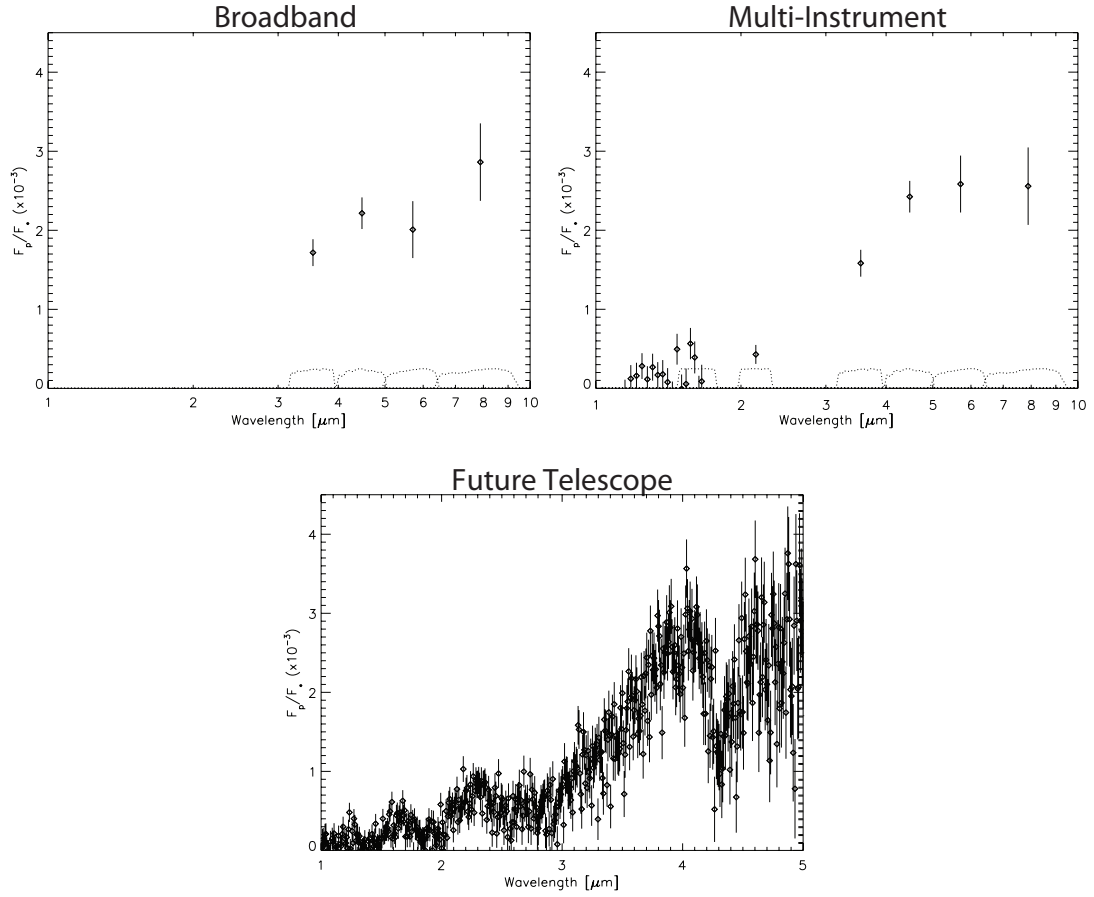 Broadband
4
3
2
1
0
F_p/F_⋆ (x10⁻³)
1 2 3 4 5 6 7 8 9 10
Wavelength [μm]
Multi-Instrument
4
3
2
1
0
F_p/F_⋆ (x10⁻³)
1 2 3 4 5 6 7 8 9 10
Wavelength [μm]
Future Telescope
4
3
2
1
0
F_p/F_⋆ (x10⁻³)
1 2 3 4 5
Wavelength [μm]